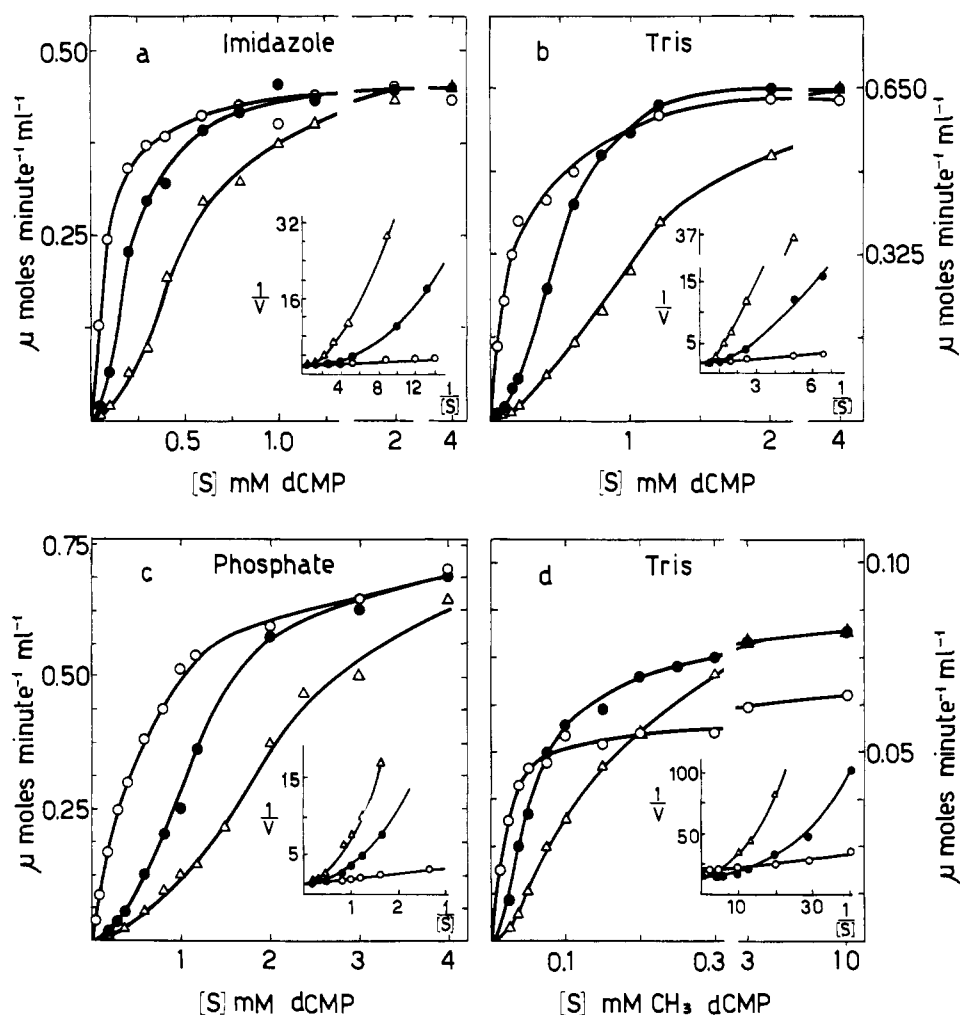 a Imidazole
0.50
0.25
μ moles minute⁻¹ ml⁻¹
32
16
1/V
4 8 12 1/[S]
0.5 1.0 2 4
[S] mM dCMP
b Tris
0.650
0.325
μ moles minute⁻¹ ml⁻¹
37
15
5
1/V
3 6 1/[S]
1 2 4
[S] mM dCMP
c Phosphate
0.75
0.50
0.25
μ moles minute⁻¹ ml⁻¹
15
5
1/V
1 2 1/[S]
1 2 3 4
[S] mM dCMP
d Tris
0.10
0.05
μ moles minute⁻¹ ml⁻¹
100
50
1/V
10 30 1/[S]
0.1 0.3 3 10
[S] mM CH₃ dCMP